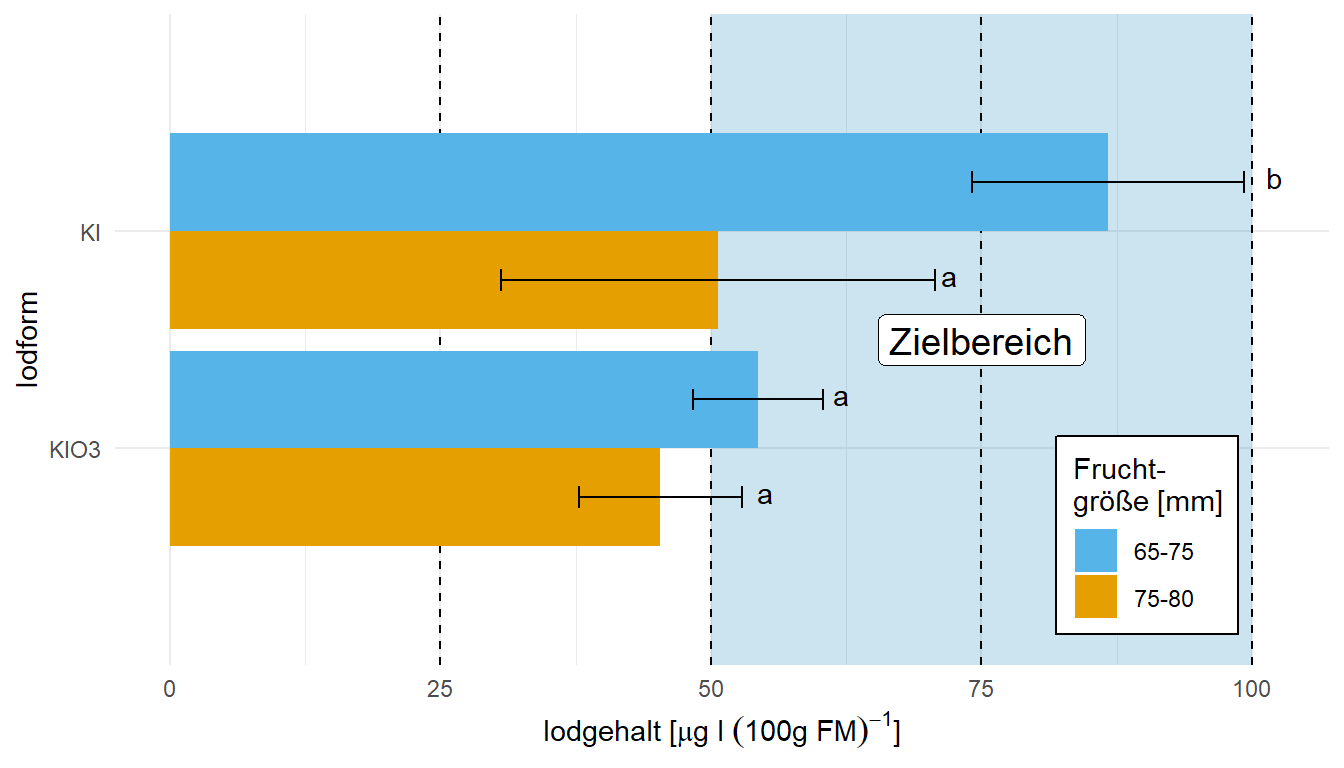 Iodform
KI
KIO3
b
a
a
a
Zielbereich
Frucht-
größe [mm]
65-75
75-80
0 25 50 75 100
Iodgehalt [μg I (100g FM)⁻¹]